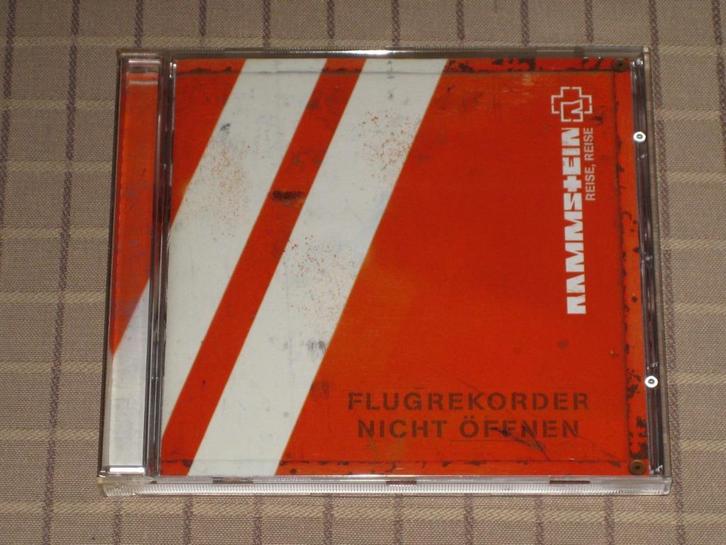 RAMMSTEIN
REISE, REISE
FLUGREKORDER
NICHT ÖFFNEN